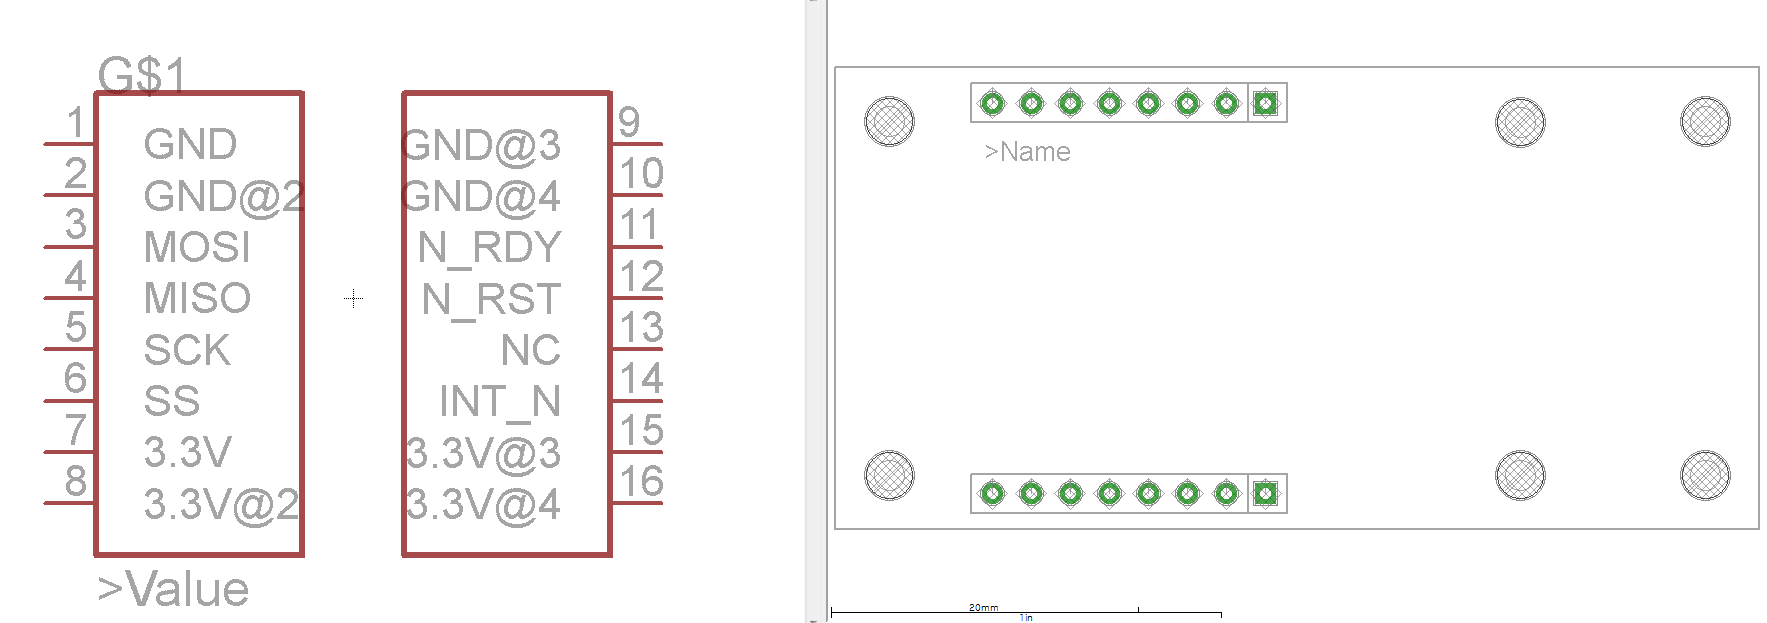 G$1
1 GND
2 GND@2
3 MOSI
4 MISO
5 SCK
6 SS
7 3.3V
8 3.3V@2
>Value
GND@3 9
GND@4 10
N_RDY 11
N_RST 12
NC 13
INT_N 14
3.3V@3 15
3.3V@4 16
>Name
20mm
1in